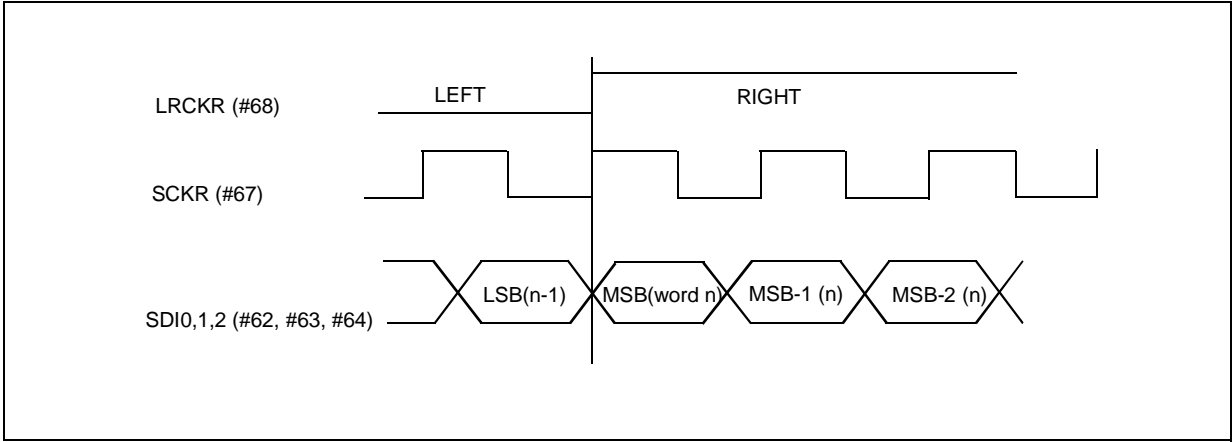 LRCKR (#68) LEFT RIGHT
SCKR (#67)
SDI0,1,2 (#62, #63, #64) LSB(n-1) MSB(word n) MSB-1 (n) MSB-2 (n)